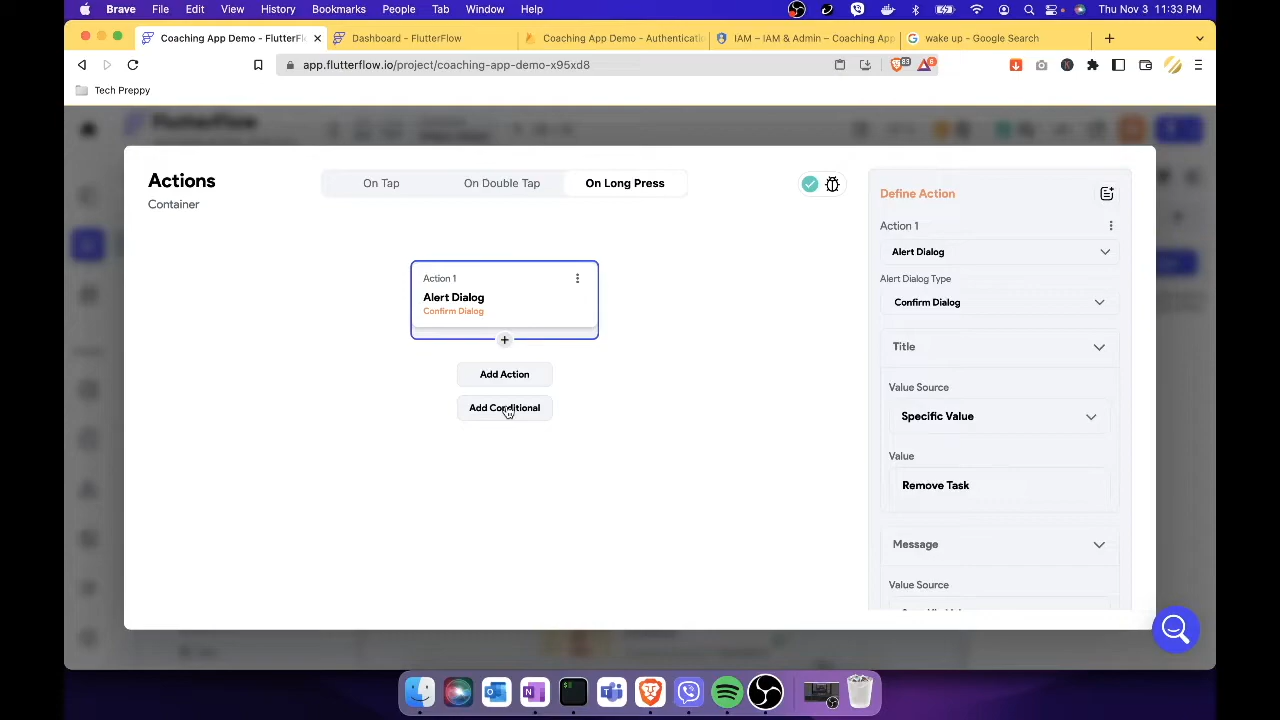 Brave File Edit View History Bookmarks People Tab Window Help Thu Nov 3 11:33 PM
Coaching App Demo - FlutterFl
Dashboard - FlutterFlow
Coaching App Demo - Authenticati
IAM – IAM & Admin – Coaching App
wake up - Google Search
app.flutterflow.io/project/coaching-app-demo-x95xd8
83
6
Tech Preppy
FlutterFlow
Actions
Container
On Tap
On Double Tap
On Long Press
Action 1
Alert Dialog
Confirm Dialog
Add Action
Add Conditional
Define Action
Action 1
Alert Dialog
Alert Dialog Type
Confirm Dialog
Title
Value Source
Specific Value
Value
Remove Task
Message
Value Source